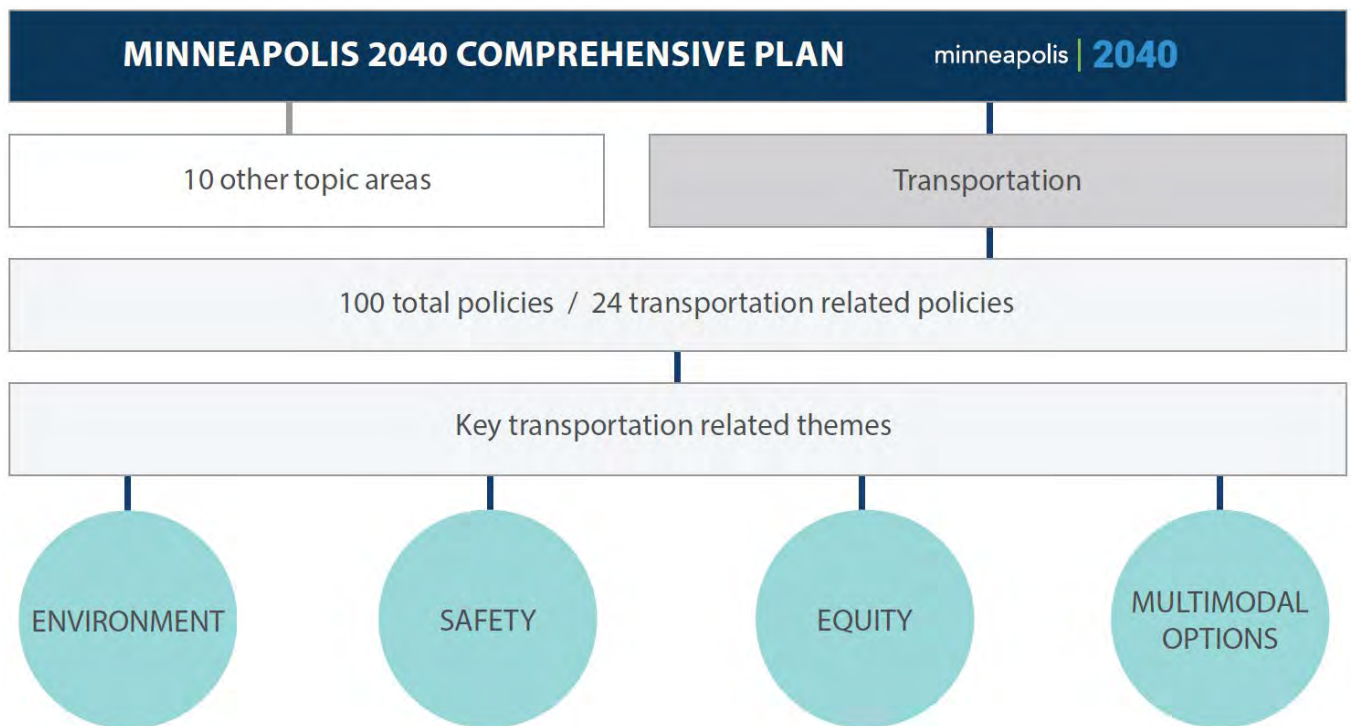 MINNEAPOLIS 2040 COMPREHENSIVE PLAN
minneapolis | 2040
10 other topic areas
Transportation
100 total policies / 24 transportation related policies
Key transportation related themes
ENVIRONMENT
SAFETY
EQUITY
MULTIMODAL
OPTIONS